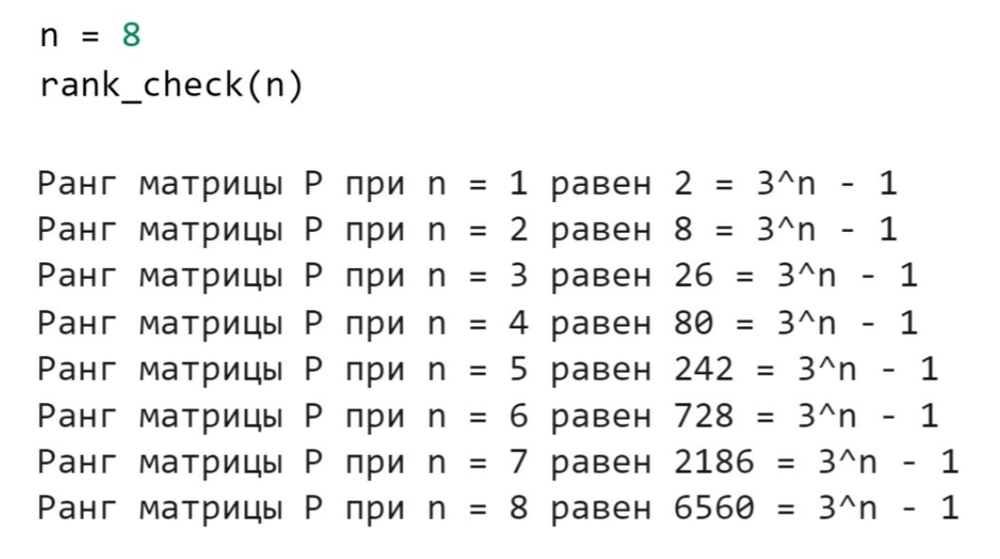 n = 8
rank_check(n)
Ранг матрицы P при n = 1 равен 2 = 3^n - 1
Ранг матрицы P при n = 2 равен 8 = 3^n - 1
Ранг матрицы P при n = 3 равен 26 = 3^n - 1
Ранг матрицы P при n = 4 равен 80 = 3^n - 1
Ранг матрицы P при n = 5 равен 242 = 3^n - 1
Ранг матрицы P при n = 6 равен 728 = 3^n - 1
Ранг матрицы P при n = 7 равен 2186 = 3^n - 1
Ранг матрицы P при n = 8 равен 6560 = 3^n - 1